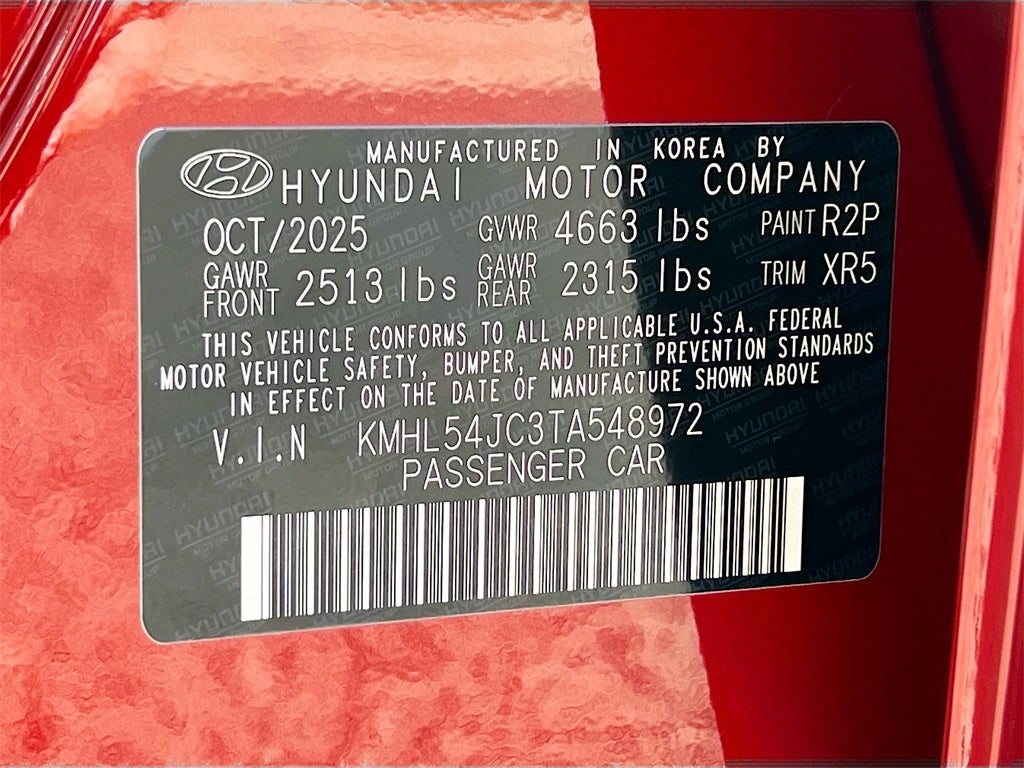 MANUFACTURED IN KOREA BY
HYUNDAI MOTOR COMPANY
OCT/2025 GVWR 4663 lbs PAINT R2P
GAWR FRONT 2513 lbs GAWR REAR 2315 lbs TRIM XR5
THIS VEHICLE CONFORMS TO ALL APPLICABLE U.S.A. FEDERAL
MOTOR VEHICLE SAFETY, BUMPER, AND THEFT PREVENTION STANDARDS
IN EFFECT ON THE DATE OF MANUFACTURE SHOWN ABOVE
V.I.N KMHL54JC3TA548972
PASSENGER CAR